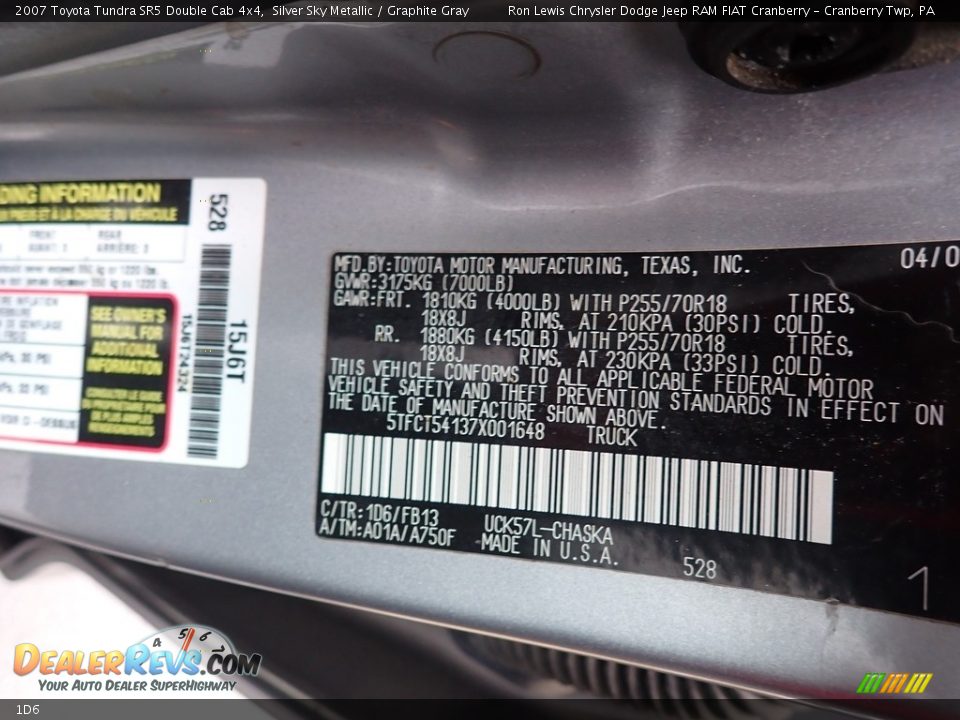 2007 Toyota Tundra SR5 Double Cab 4x4, Silver Sky Metallic / Graphite Gray
Ron Lewis Chrysler Dodge Jeep RAM FIAT Cranberry - Cranberry Twp, PA
DING INFORMATION
528
15J6T24324
15J6T
SEE OWNER'S
MANUAL FOR
ADDITIONAL
INFORMATION
MFD.BY:TOYOTA MOTOR MANUFACTURING, TEXAS, INC.
04/0
GVWR:3175KG (7000LB)
GAWR:FRT. 1810KG (4000LB) WITH P255/70R18 TIRES,
18X8J RIMS, AT 210KPA (30PSI) COLD.
RR. 1880KG (4150LB) WITH P255/70R18 TIRES,
18X8J RIMS, AT 230KPA (33PSI) COLD.
THIS VEHICLE CONFORMS TO ALL APPLICABLE FEDERAL MOTOR
VEHICLE SAFETY AND THEFT PREVENTION STANDARDS IN EFFECT ON
THE DATE OF MANUFACTURE SHOWN ABOVE.
5TFCT54137X001648 TRUCK
C/TR:1D6/FB13 UCK57L-CHASKA
A/TM:A01A/A750F MADE IN U.S.A.
528
1
4 5 6
DealerRevs.com
Your Auto Dealer SuperHighway
1D6